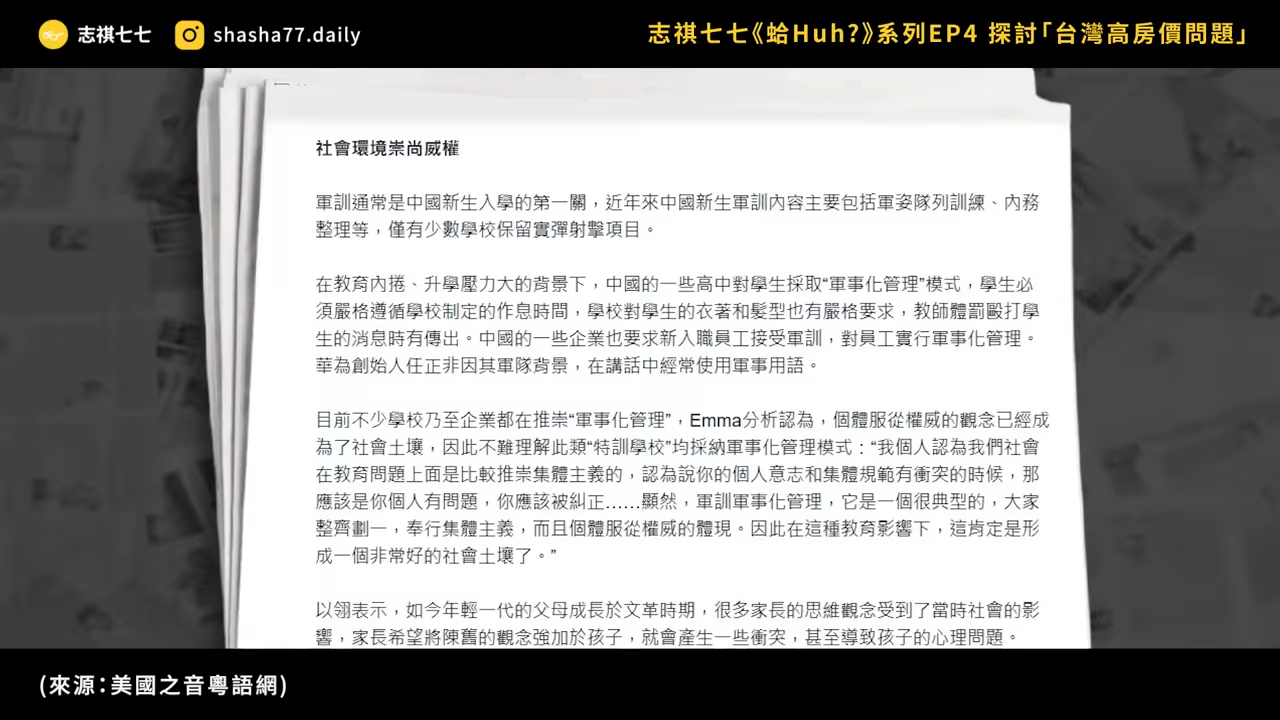 志祺七七 shasha77.daily 志祺七七《蛤Huh?》系列EP4 探討「台灣高房價問題」
社會環境崇尚威權
軍訓通常是中國新生入學的第一關，近年來中國新生軍訓內容主要包括軍姿隊列訓練、內務
整理等，僅有少數學校保留實彈射擊項目。
在教育內捲、升學壓力大的背景下，中國的一些高中對學生採取“軍事化管理”模式，學生必
須嚴格遵循學校制定的作息時間，學校對學生的衣著和髮型也有嚴格要求，教師體罰毆打學
生的消息時有傳出。中國的一些企業也要求新入職員工接受軍訓，對員工實行軍事化管理。
華為創始人任正非因其軍隊背景，在講話中經常使用軍事用語。
目前不少學校乃至企業都在推崇“軍事化管理”，Emma分析認為，個體服從權威的觀念已經成
為了社會土壤，因此不難理解此類“特訓學校”均採納軍事化管理模式：“我個人認為我們社會
在教育問題上面是比較推崇集體主義的，認為說你的個人意志和集體規範有衝突的時候，那
應該是你個人有問題，你應該被糾正……顯然，軍訓軍事化管理，它是一個很典型的，大家
整齊劃一，奉行集體主義，而且個體服從權威的體現。因此在這種教育影響下，這肯定是形
成一個非常好的社會土壤了。”
以翎表示，如今年輕一代的父母成長於文革時期，很多家長的思維觀念受到了當時社會的影
響，家長希望將陳舊的觀念強加於孩子，就會產生一些衝突，甚至導致孩子的心理問題。
(來源：美國之音粵語網)